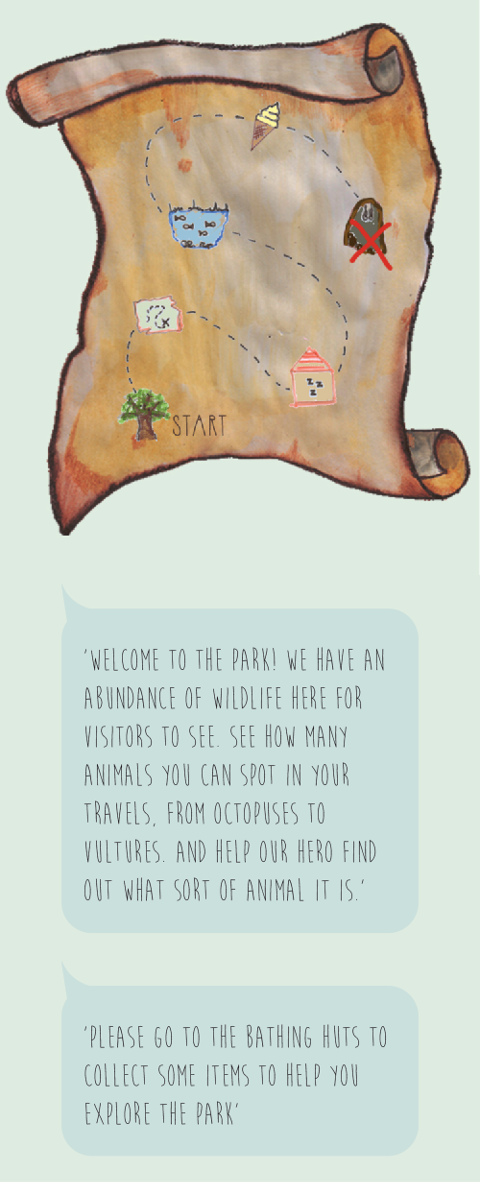 START
Z
Z
Z
'WELCOME TO THE PARK! WE HAVE AN
ABUNDANCE OF WILDLIFE HERE FOR
VISITORS TO SEE. SEE HOW MANY
ANIMALS YOU CAN SPOT IN YOUR
TRAVELS, FROM OCTOPUSES TO
VULTURES. AND HELP OUR HERO FIND
OUT WHAT SORT OF ANIMAL IT IS.'
'PLEASE GO TO THE BATHING HUTS TO
COLLECT SOME ITEMS TO HELP YOU
EXPLORE THE PARK'